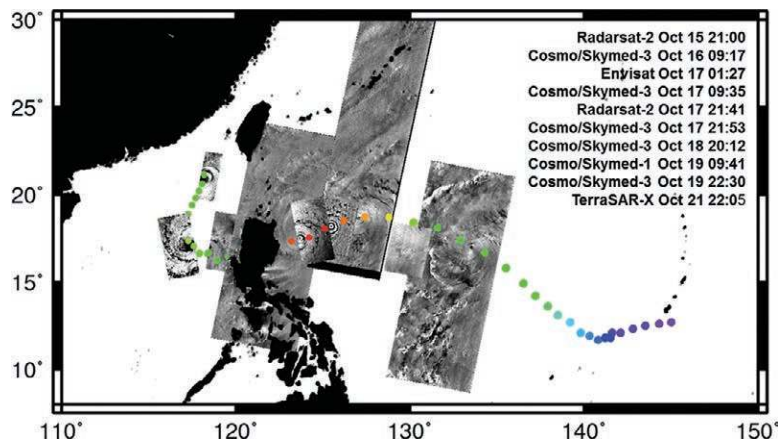 30°
25°
20°
15°
10°
Radarsat-2 Oct 15 21:00
Cosmo/Skymed-3 Oct 16 09:17
Envisat Oct 17 01:27
Cosmo/Skymed-3 Oct 17 09:35
Radarsat-2 Oct 17 21:41
Cosmo/Skymed-3 Oct 17 21:53
Cosmo/Skymed-3 Oct 18 20:12
Cosmo/Skymed-1 Oct 19 09:41
Cosmo/Skymed-3 Oct 19 22:30
TerraSAR-X Oct 21 22:05
110° 120° 130° 140° 150°